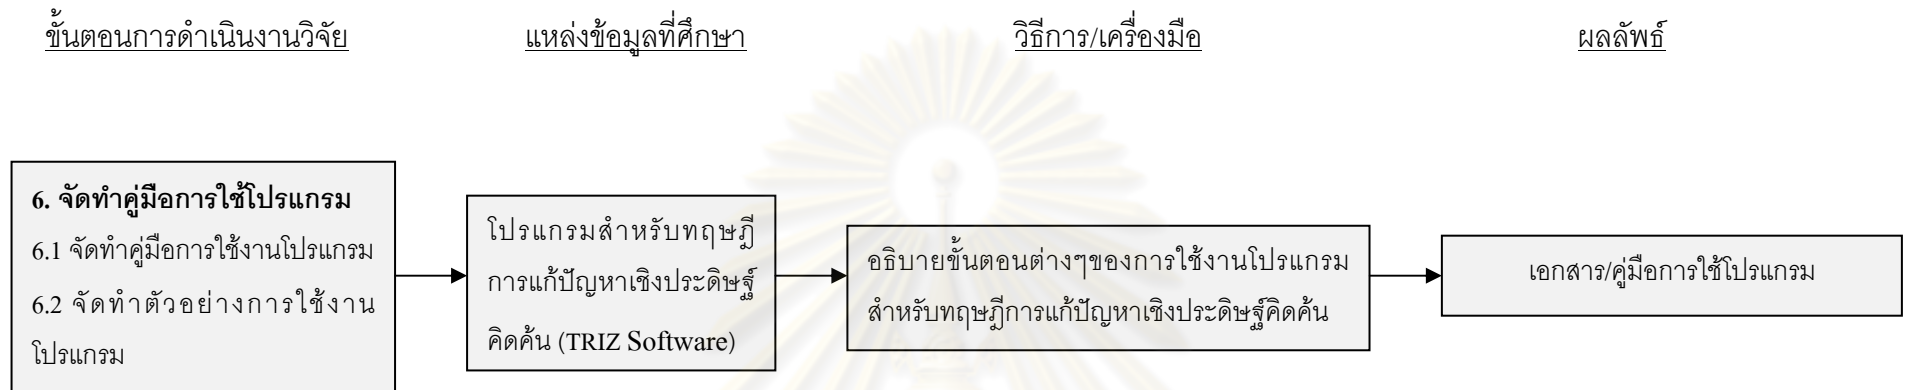 ขั้นตอนการดำเนินงานวิจัย
แหล่งข้อมูลที่ศึกษา
วิธีการ/เครื่องมือ
ผลลัพธ์
6. จัดทำคู่มือการใช้โปรแกรม
6.1 จัดทำคู่มือการใช้งานโปรแกรม
6.2 จัดทำตัวอย่างการใช้งาน
โปรแกรม
โปรแกรมสำหรับทฤษฎี
การแก้ปัญหาเชิงประดิษฐ์
คิดค้น (TRIZ Software)
อธิบายขั้นตอนต่างๆของการใช้งานโปรแกรม
สำหรับทฤษฎีการแก้ปัญหาเชิงประดิษฐ์คิดค้น
เอกสาร/คู่มือการใช้โปรแกรม